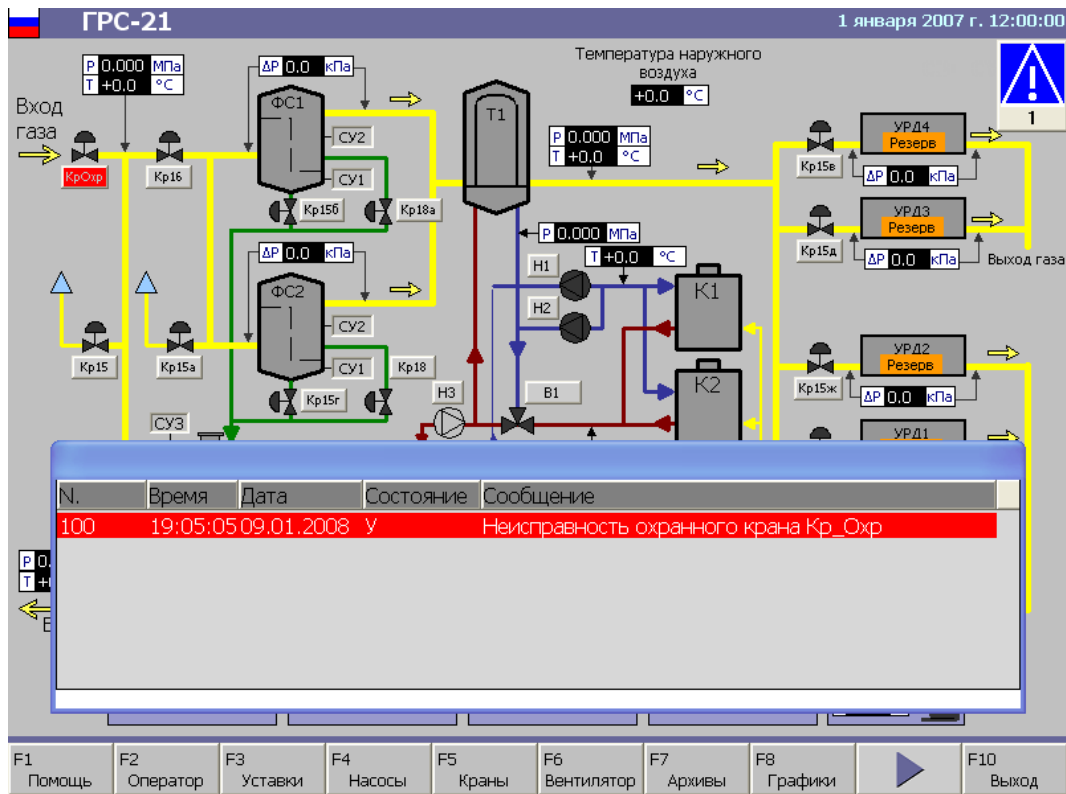 ГРС-21
1 января 2007 г. 12:00:00
P 0.000 МПа
T +0.0 °C
ΔP 0.0 кПа
Температура наружного
воздуха
+0.0 °C
1
Вход
газа
КрОхр
Кр16
ФС1
СУ2
СУ1
Кр15б
Кр18а
T1
P 0.000 МПа
T +0.0 °C
УРД4
Резерв
Кр15в
ΔP 0.0 кПа
УРД3
Резерв
Кр15д
ΔP 0.0 кПа
Выход газа
P 0.000 МПа
T +0.0 °C
ΔP 0.0 кПа
ФС2
СУ2
СУ1
Кр15г
Кр18
Н1
Н2
К1
К2
Кр15
Кр15а
Н3
В1
УРД2
Резерв
Кр15ж
ΔP 0.0 кПа
УРД1
СУ3
N. Время Дата Состояние Сообщение
100 19:05:05 09.01.2008 У Неисправность охранного крана Кр_Охр
P 0.
T
F1 Помощь
F2 Оператор
F3 Уставки
F4 Насосы
F5 Краны
F6 Вентилятор
F7 Архивы
F8 Графики
F10 Выход